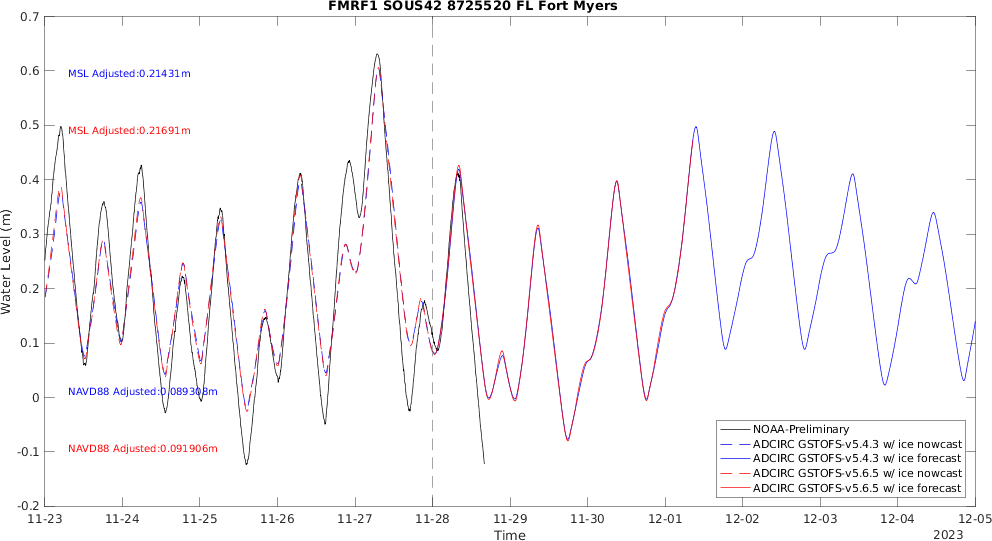 FMRF1 SOUS42 8725520 FL Fort Myers
0.7
0.6
0.5
0.4
0.3
0.2
0.1
0
-0.1
-0.2
Water Level (m)
MSL Adjusted:0.21431m
MSL Adjusted:0.21691m
NAVD88 Adjusted:0.089308m
NAVD88 Adjusted:0.091906m
NOAA-Preliminary
ADCIRC GSTOFS-v5.4.3 w/ ice nowcast
ADCIRC GSTOFS-v5.4.3 w/ ice forecast
ADCIRC GSTOFS-v5.6.5 w/ ice nowcast
ADCIRC GSTOFS-v5.6.5 w/ ice forecast
11-23 11-24 11-25 11-26 11-27 11-28 11-29 11-30 12-01 12-02 12-03 12-04 12-05
Time
2023